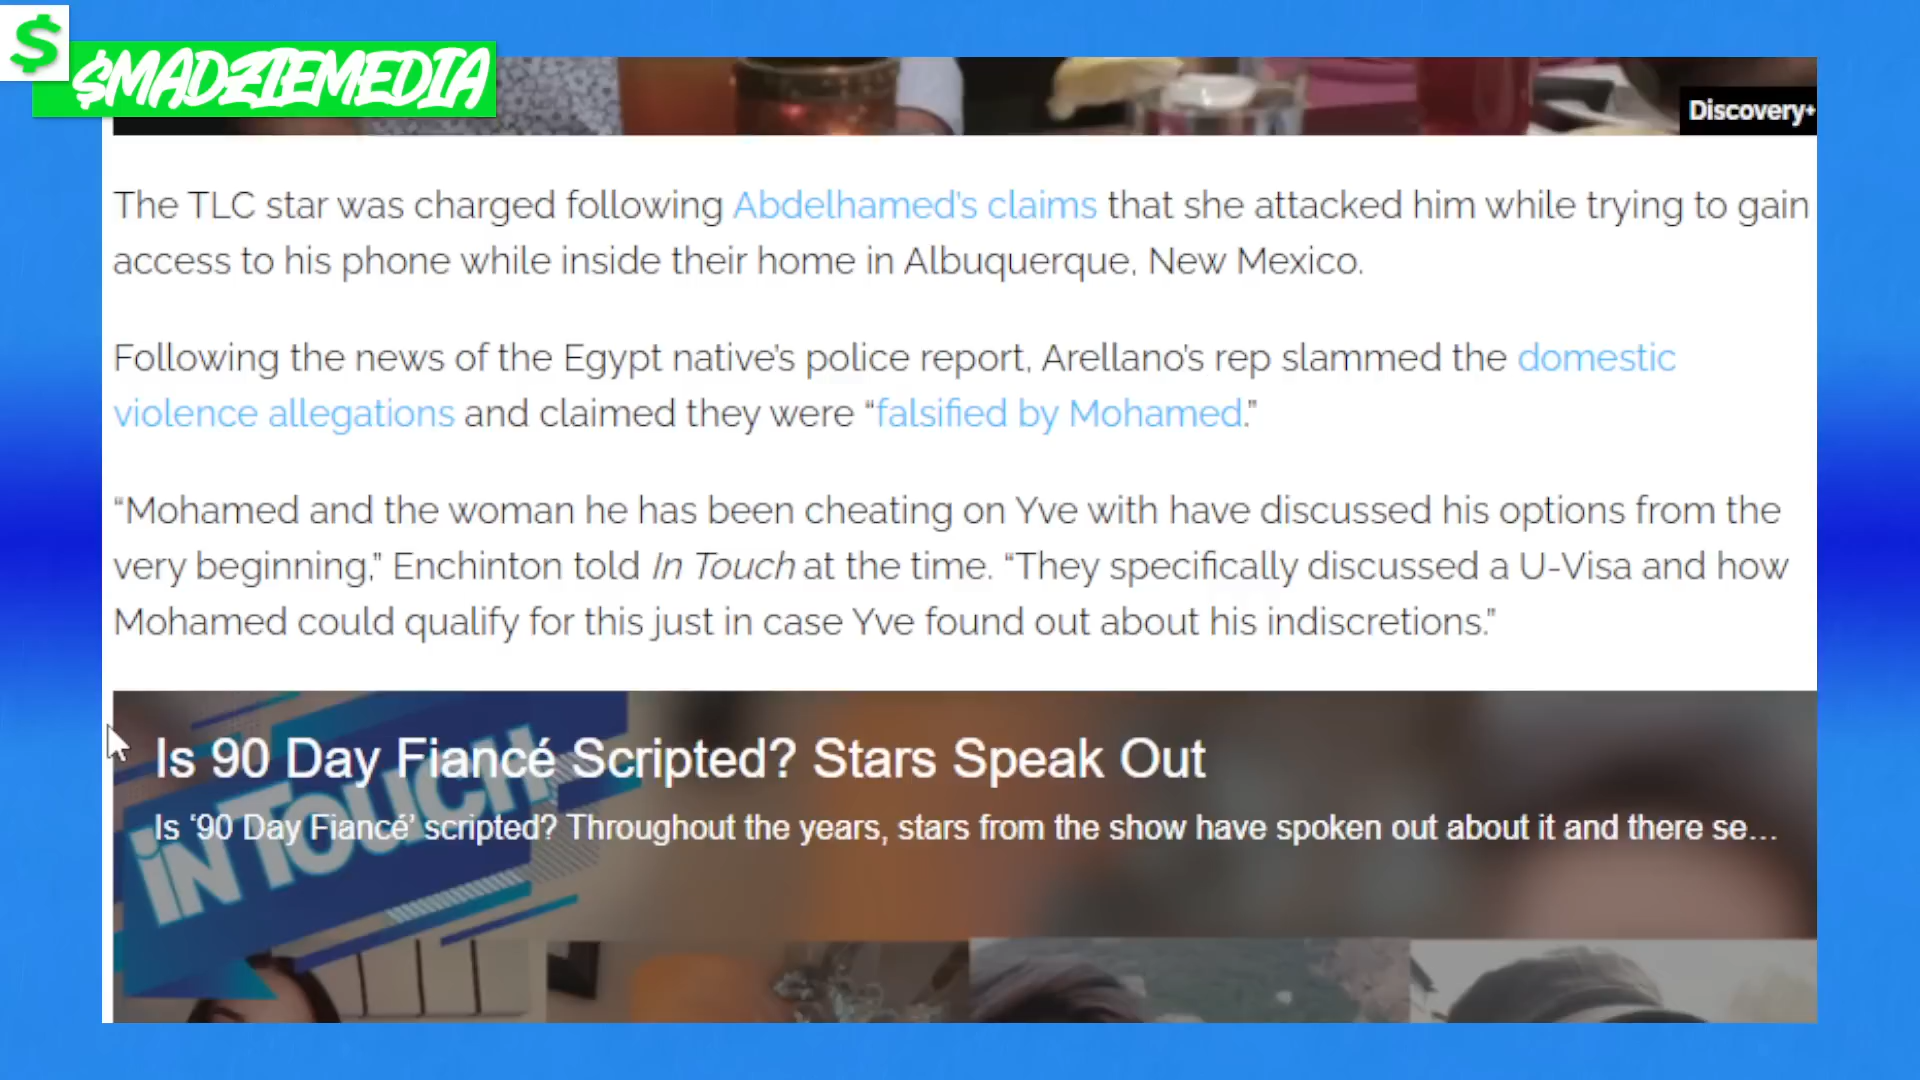 $
$MADZIEMEDIA
Discovery+
The TLC star was charged following Abdelhamed's claims that she attacked him while trying to gain
access to his phone while inside their home in Albuquerque, New Mexico.
Following the news of the Egypt native's police report, Arellano's rep slammed the domestic
violence allegations and claimed they were “falsified by Mohamed.”
“Mohamed and the woman he has been cheating on Yve with have discussed his options from the
very beginning,” Enchinton told In Touch at the time. “They specifically discussed a U-Visa and how
Mohamed could qualify for this just in case Yve found out about his indiscretions.”
Is 90 Day Fiancé Scripted? Stars Speak Out
Is ‘90 Day Fiancé’ scripted? Throughout the years, stars from the show have spoken out about it and there se...
iN TOUCH